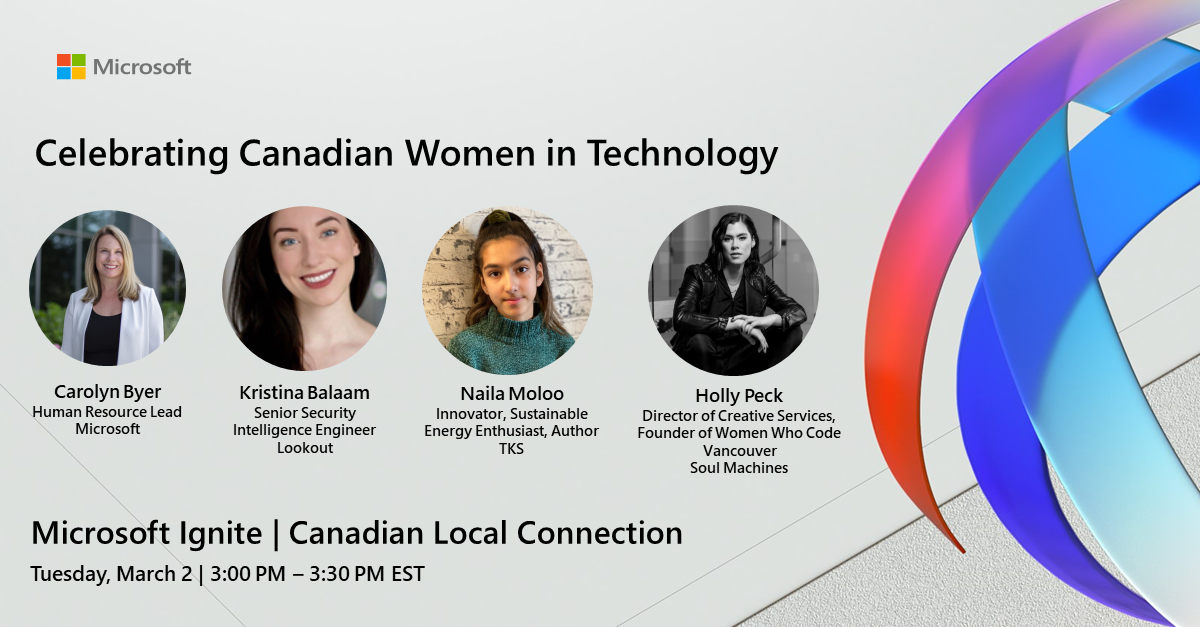 Microsoft
Celebrating Canadian Women in Technology
Carolyn Byer
Human Resource Lead
Microsoft
Kristina Balaam
Senior Security
Intelligence Engineer
Lookout
Naila Moloo
Innovator, Sustainable
Energy Enthusiast, Author
TKS
Holly Peck
Director of Creative Services,
Founder of Women Who Code
Vancouver
Soul Machines
Microsoft Ignite | Canadian Local Connection
Tuesday, March 2 | 3:00 PM – 3:30 PM EST